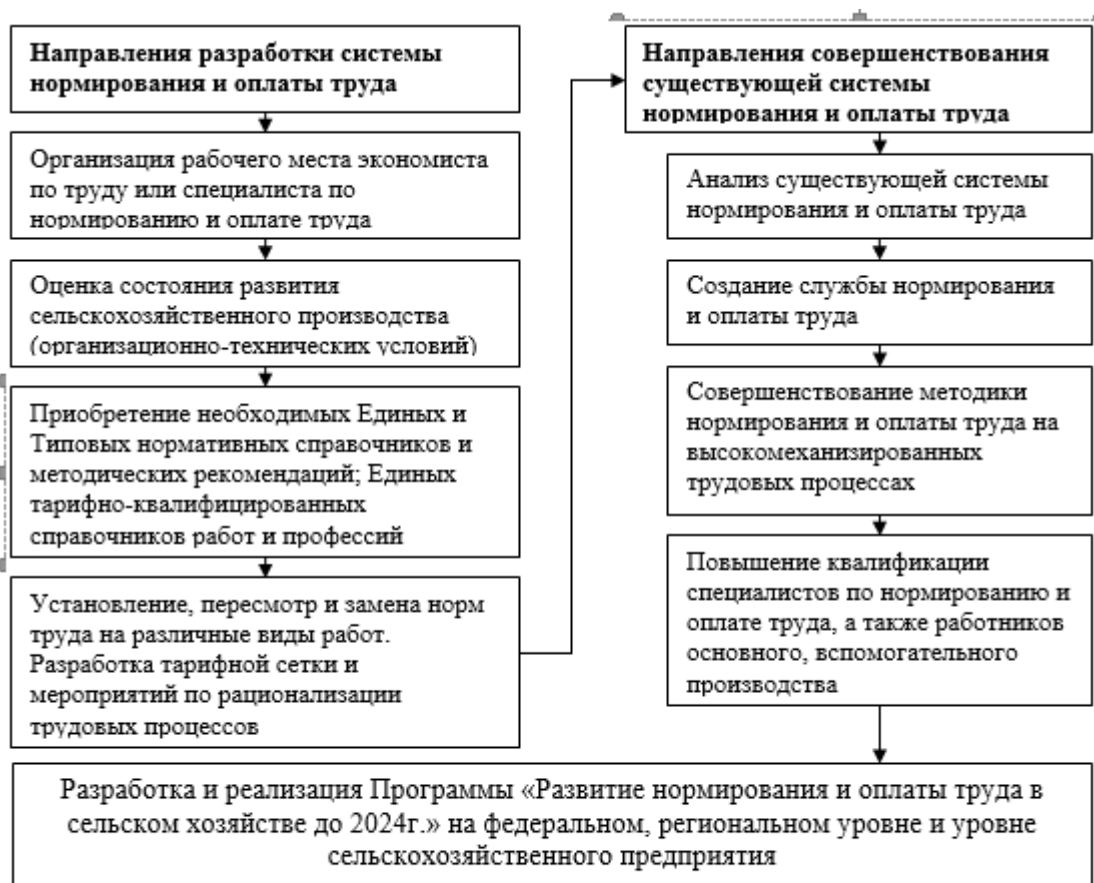 Направления разработки системы
нормирования и оплаты труда
Организация рабочего места экономиста
по труду или специалиста по
нормированию и оплате труда
Оценка состояния развития
сельскохозяйственного производства
(организационно-технических условий)
Приобретение необходимых Единых и
Типовых нормативных справочников и
методических рекомендаций; Единых
тарифно-квалифицированных
справочников работ и профессий
Установление, пересмотр и замена норм
труда на различные виды работ.
Разработка тарифной сетки и
мероприятий по рационализации
трудовых процессов
Направления совершенствования
существующей системы
нормирования и оплаты труда
Анализ существующей системы
нормирования и оплаты труда
Создание службы нормирования
и оплаты труда
Совершенствование методики
нормирования и оплаты труда на
высокомеханизированных
трудовых процессах
Повышение квалификации
специалистов по нормированию и
оплате труда, а также работников
основного, вспомогательного
производства
Разработка и реализация Программы «Развитие нормирования и оплаты труда в
сельском хозяйстве до 2024г.» на федеральном, региональном уровне и уровне
сельскохозяйственного предприятия